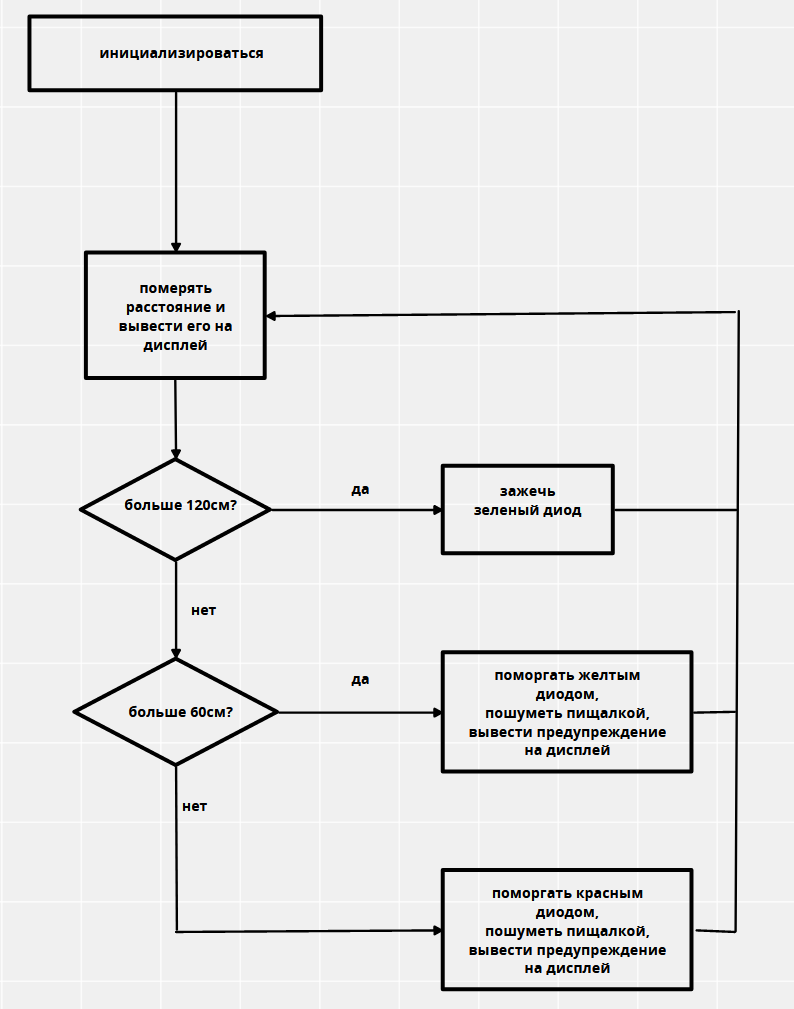 инициализироваться
померять
расстояние и
вывести его на
дисплей
больше 120см?
да
зажечь
зеленый диод
нет
больше 60см?
да
поморгать желтым
диодом,
пошуметь пищалкой,
вывести предупреждение
на дисплей
нет
поморгать красным
диодом,
пошуметь пищалкой,
вывести предупреждение
на дисплей